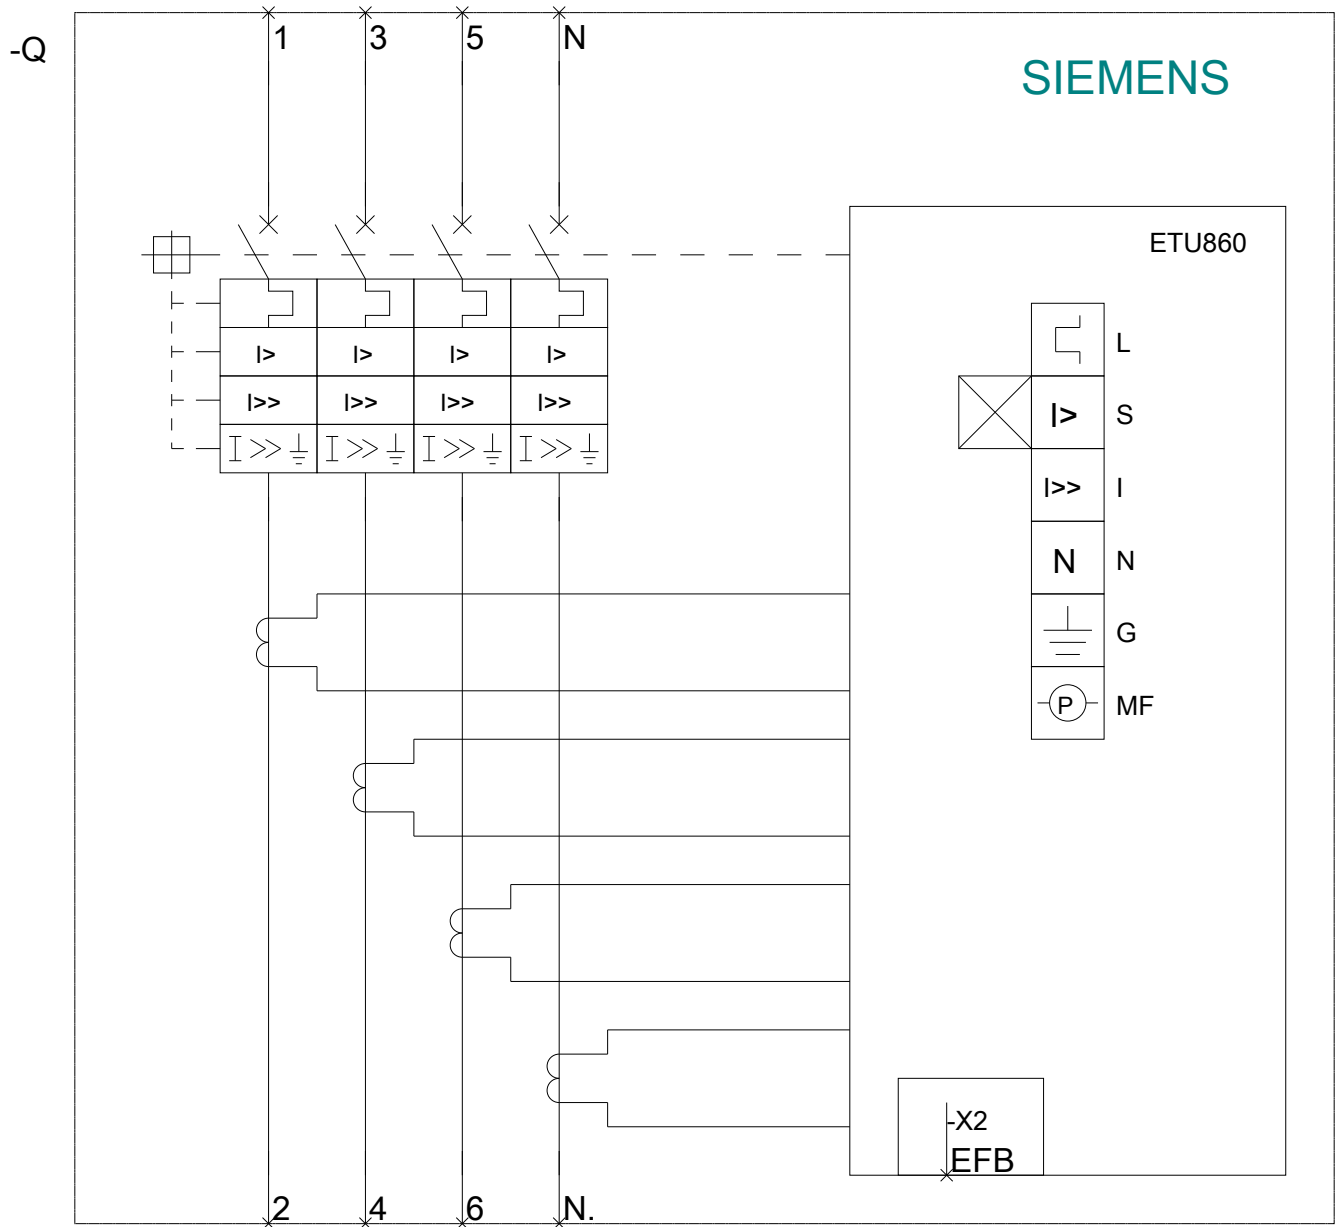 1 3 5 N
-Q
SIEMENS
ETU860
L
I> I> I> I>
I>> I>> I>> I>>
I>> I>> I>> I>>
I> S
I>> I
N N
G
P MF
-X2
EFB
2 4 6 N.